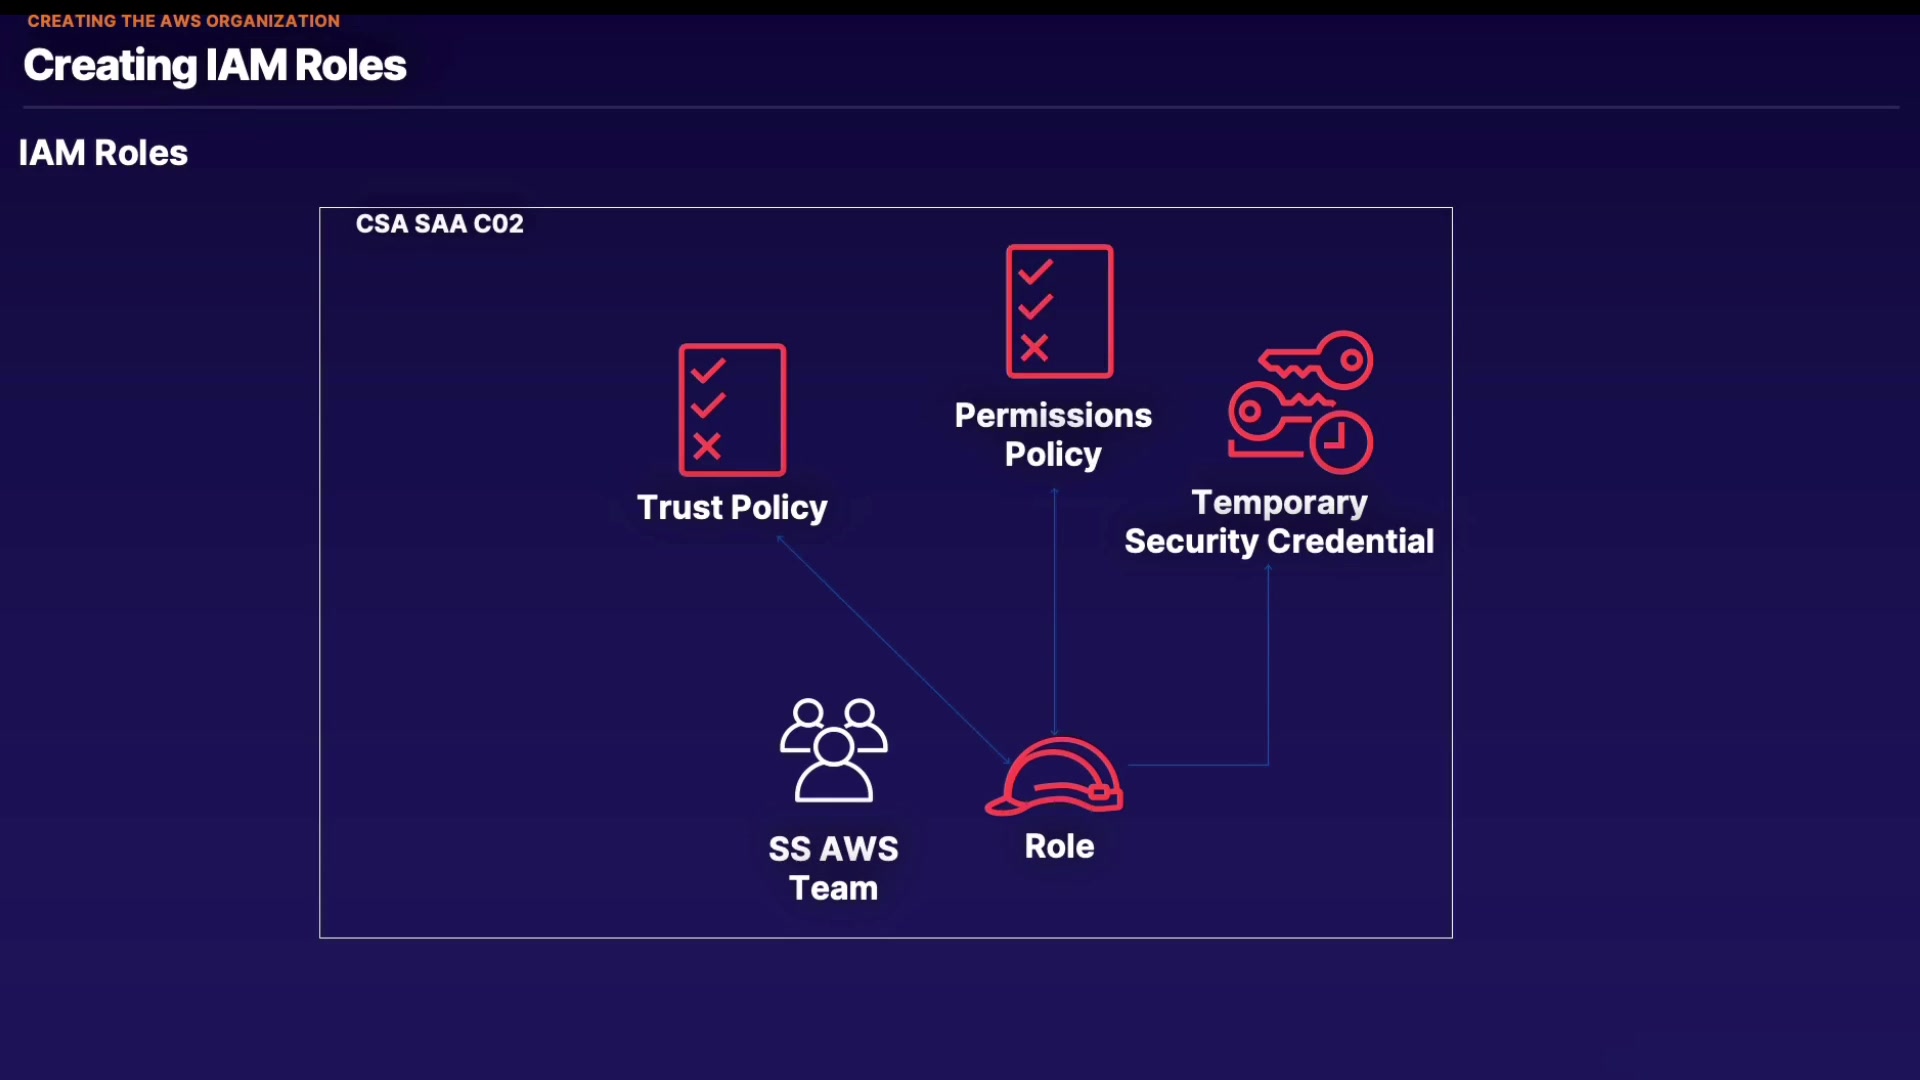 CREATING THE AWS ORGANIZATION
Creating IAM Roles
IAM Roles
CSA SAA C02
Trust Policy
Permissions
Policy
Temporary
Security Credential
SS AWS
Team
Role